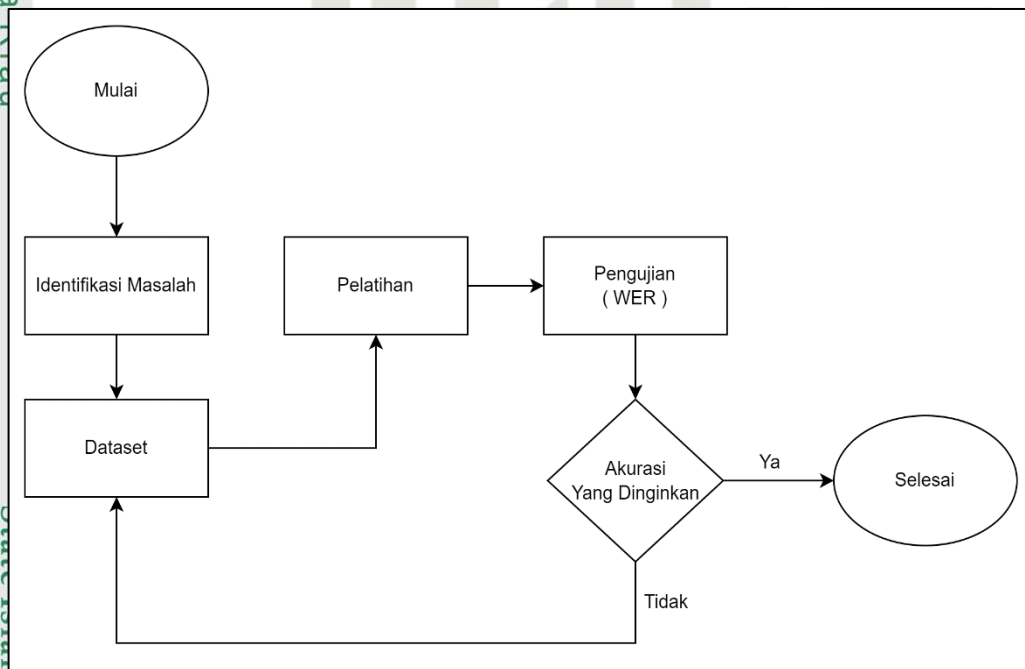 Mulai
Identifikasi Masalah
Pelatihan
Pengujian
( WER )
Dataset
Akurasi
Yang Dinginkan
Ya
Selesai
Tidak